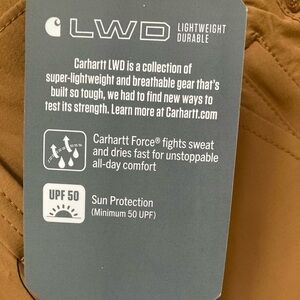 LWD LIGHTWEIGHT
DURABLE
Carhartt LWD is a collection of
super-lightweight and breathable gear that's
built so tough, we had to find new ways to
test its strength. Learn more at Carhartt.com
Carhartt Force® fights sweat
and dries fast for unstoppable
all-day comfort
UPF 50
Sun Protection
(Minimum 50 UPF)